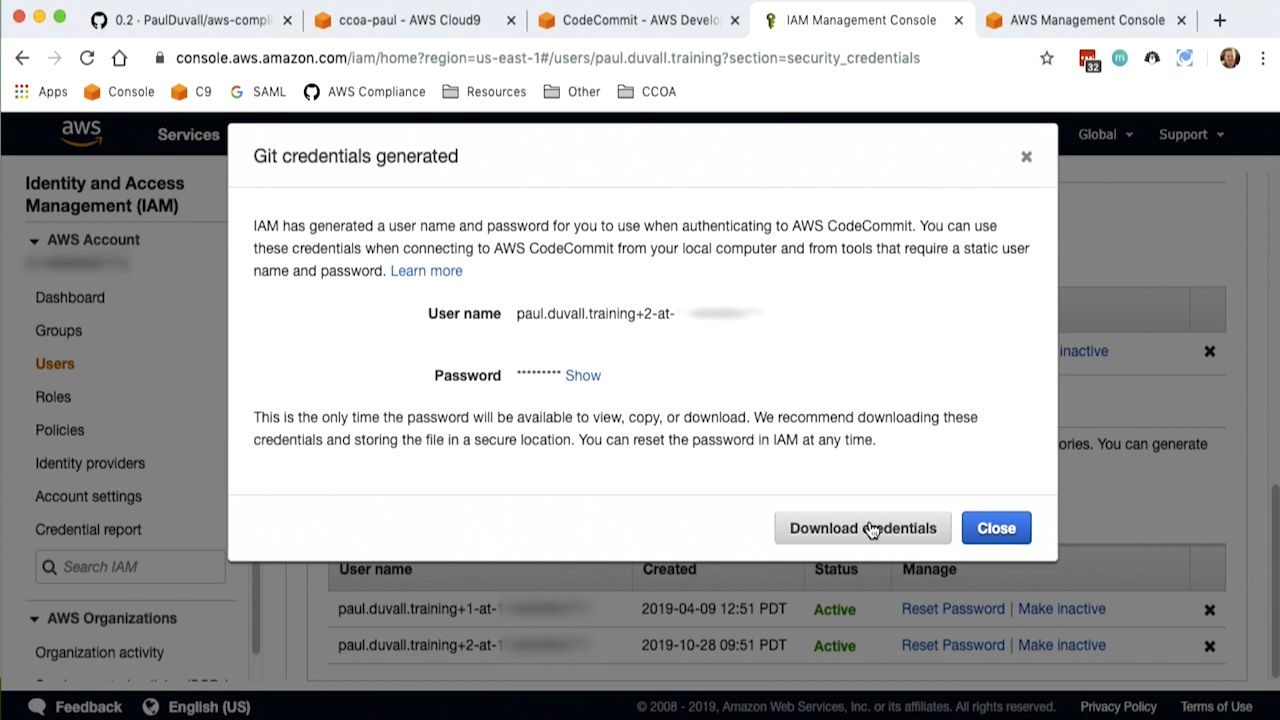 0.2 · PaulDuvall/aws-compli
ccoa-paul - AWS Cloud9
CodeCommit - AWS Develo
IAM Management Console
AWS Management Console
console.aws.amazon.com/iam/home?region=us-east-1#/users/paul.duvall.training?section=security_credentials
32
m
Apps
Console
C9
SAML
AWS Compliance
Resources
Other
CCOA
aws
Services
Global
Support
Git credentials generated
IAM has generated a user name and password for you to use when authenticating to AWS CodeCommit. You can use
these credentials when connecting to AWS CodeCommit from your local computer and from tools that require a static user
name and password. Learn more
User name paul.duvall.training+2-at-
Password ********* Show
This is the only time the password will be available to view, copy, or download. We recommend downloading these
credentials and storing the file in a secure location. You can reset the password in IAM at any time.
Download credentials
Close
Identity and Access
Management (IAM)
AWS Account
Dashboard
Groups
Users
Roles
Policies
Identity providers
Account settings
Credential report
Search IAM
AWS Organizations
Organization activity
inactive
ories. You can generate
User name Created Status Manage
paul.duvall.training+1-at- 2019-04-09 12:51 PDT Active Reset Password | Make inactive
paul.duvall.training+2-at- 2019-10-28 09:51 PDT Active Reset Password | Make inactive
Feedback
English (US)
© 2008 - 2019, Amazon Web Services, Inc. or its affiliates. All rights reserved.
Privacy Policy
Terms of Use